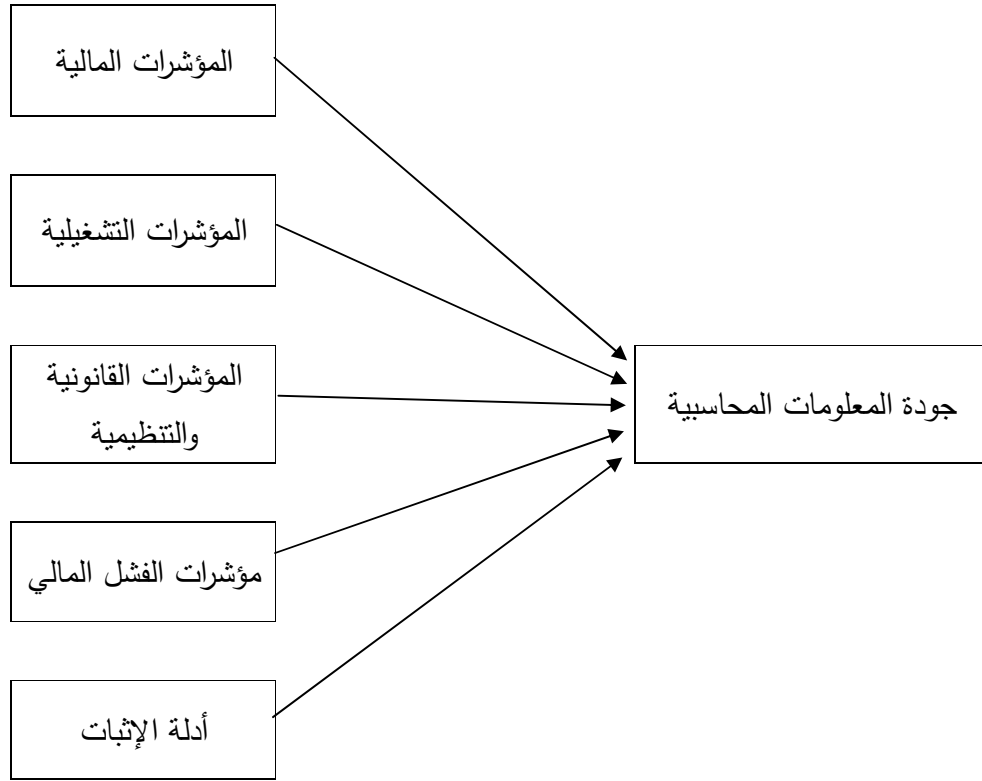 المؤشرات المالية
المؤشرات التشغيلية
المؤشرات القانونية
والتنظيمية
جودة المعلومات المحاسبية
مؤشرات الفشل المالي
أدلة الإثبات